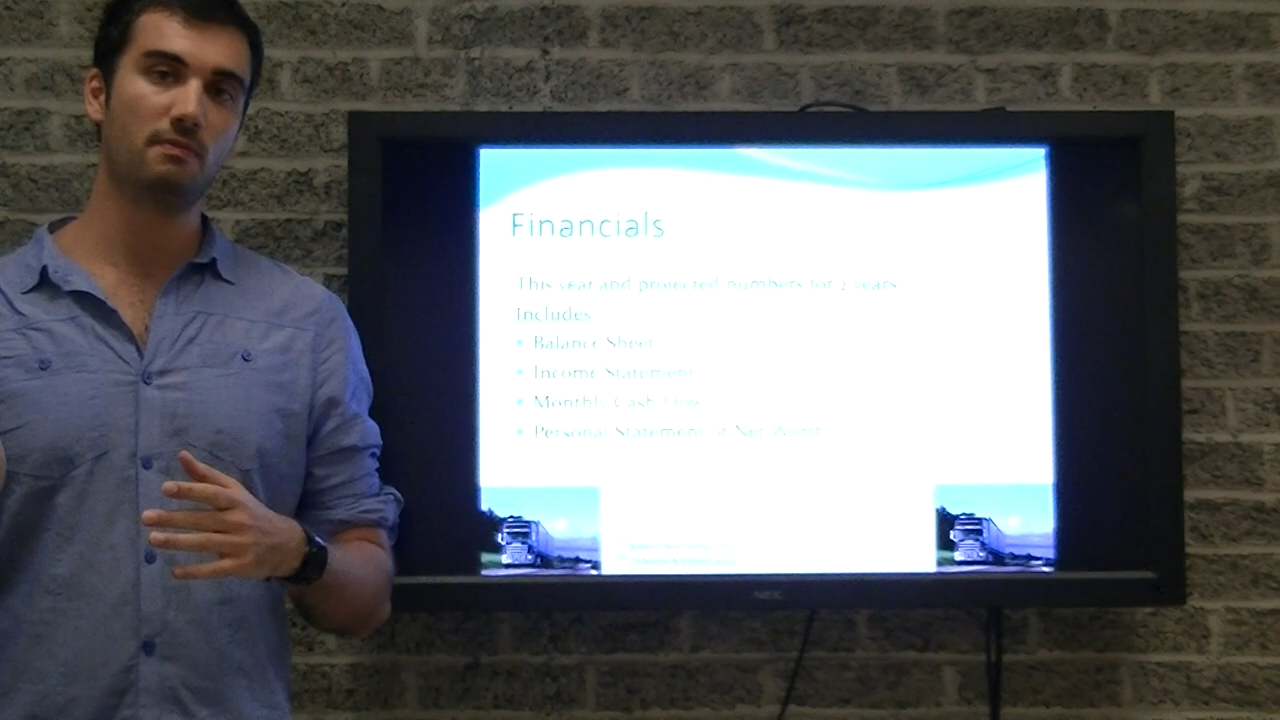 Financials
This year and projected numbers for 2 years
Includes
Balance Sheet
Income Statement
Monthly Cash Flow
Personal Statement of Net Worth
NEC